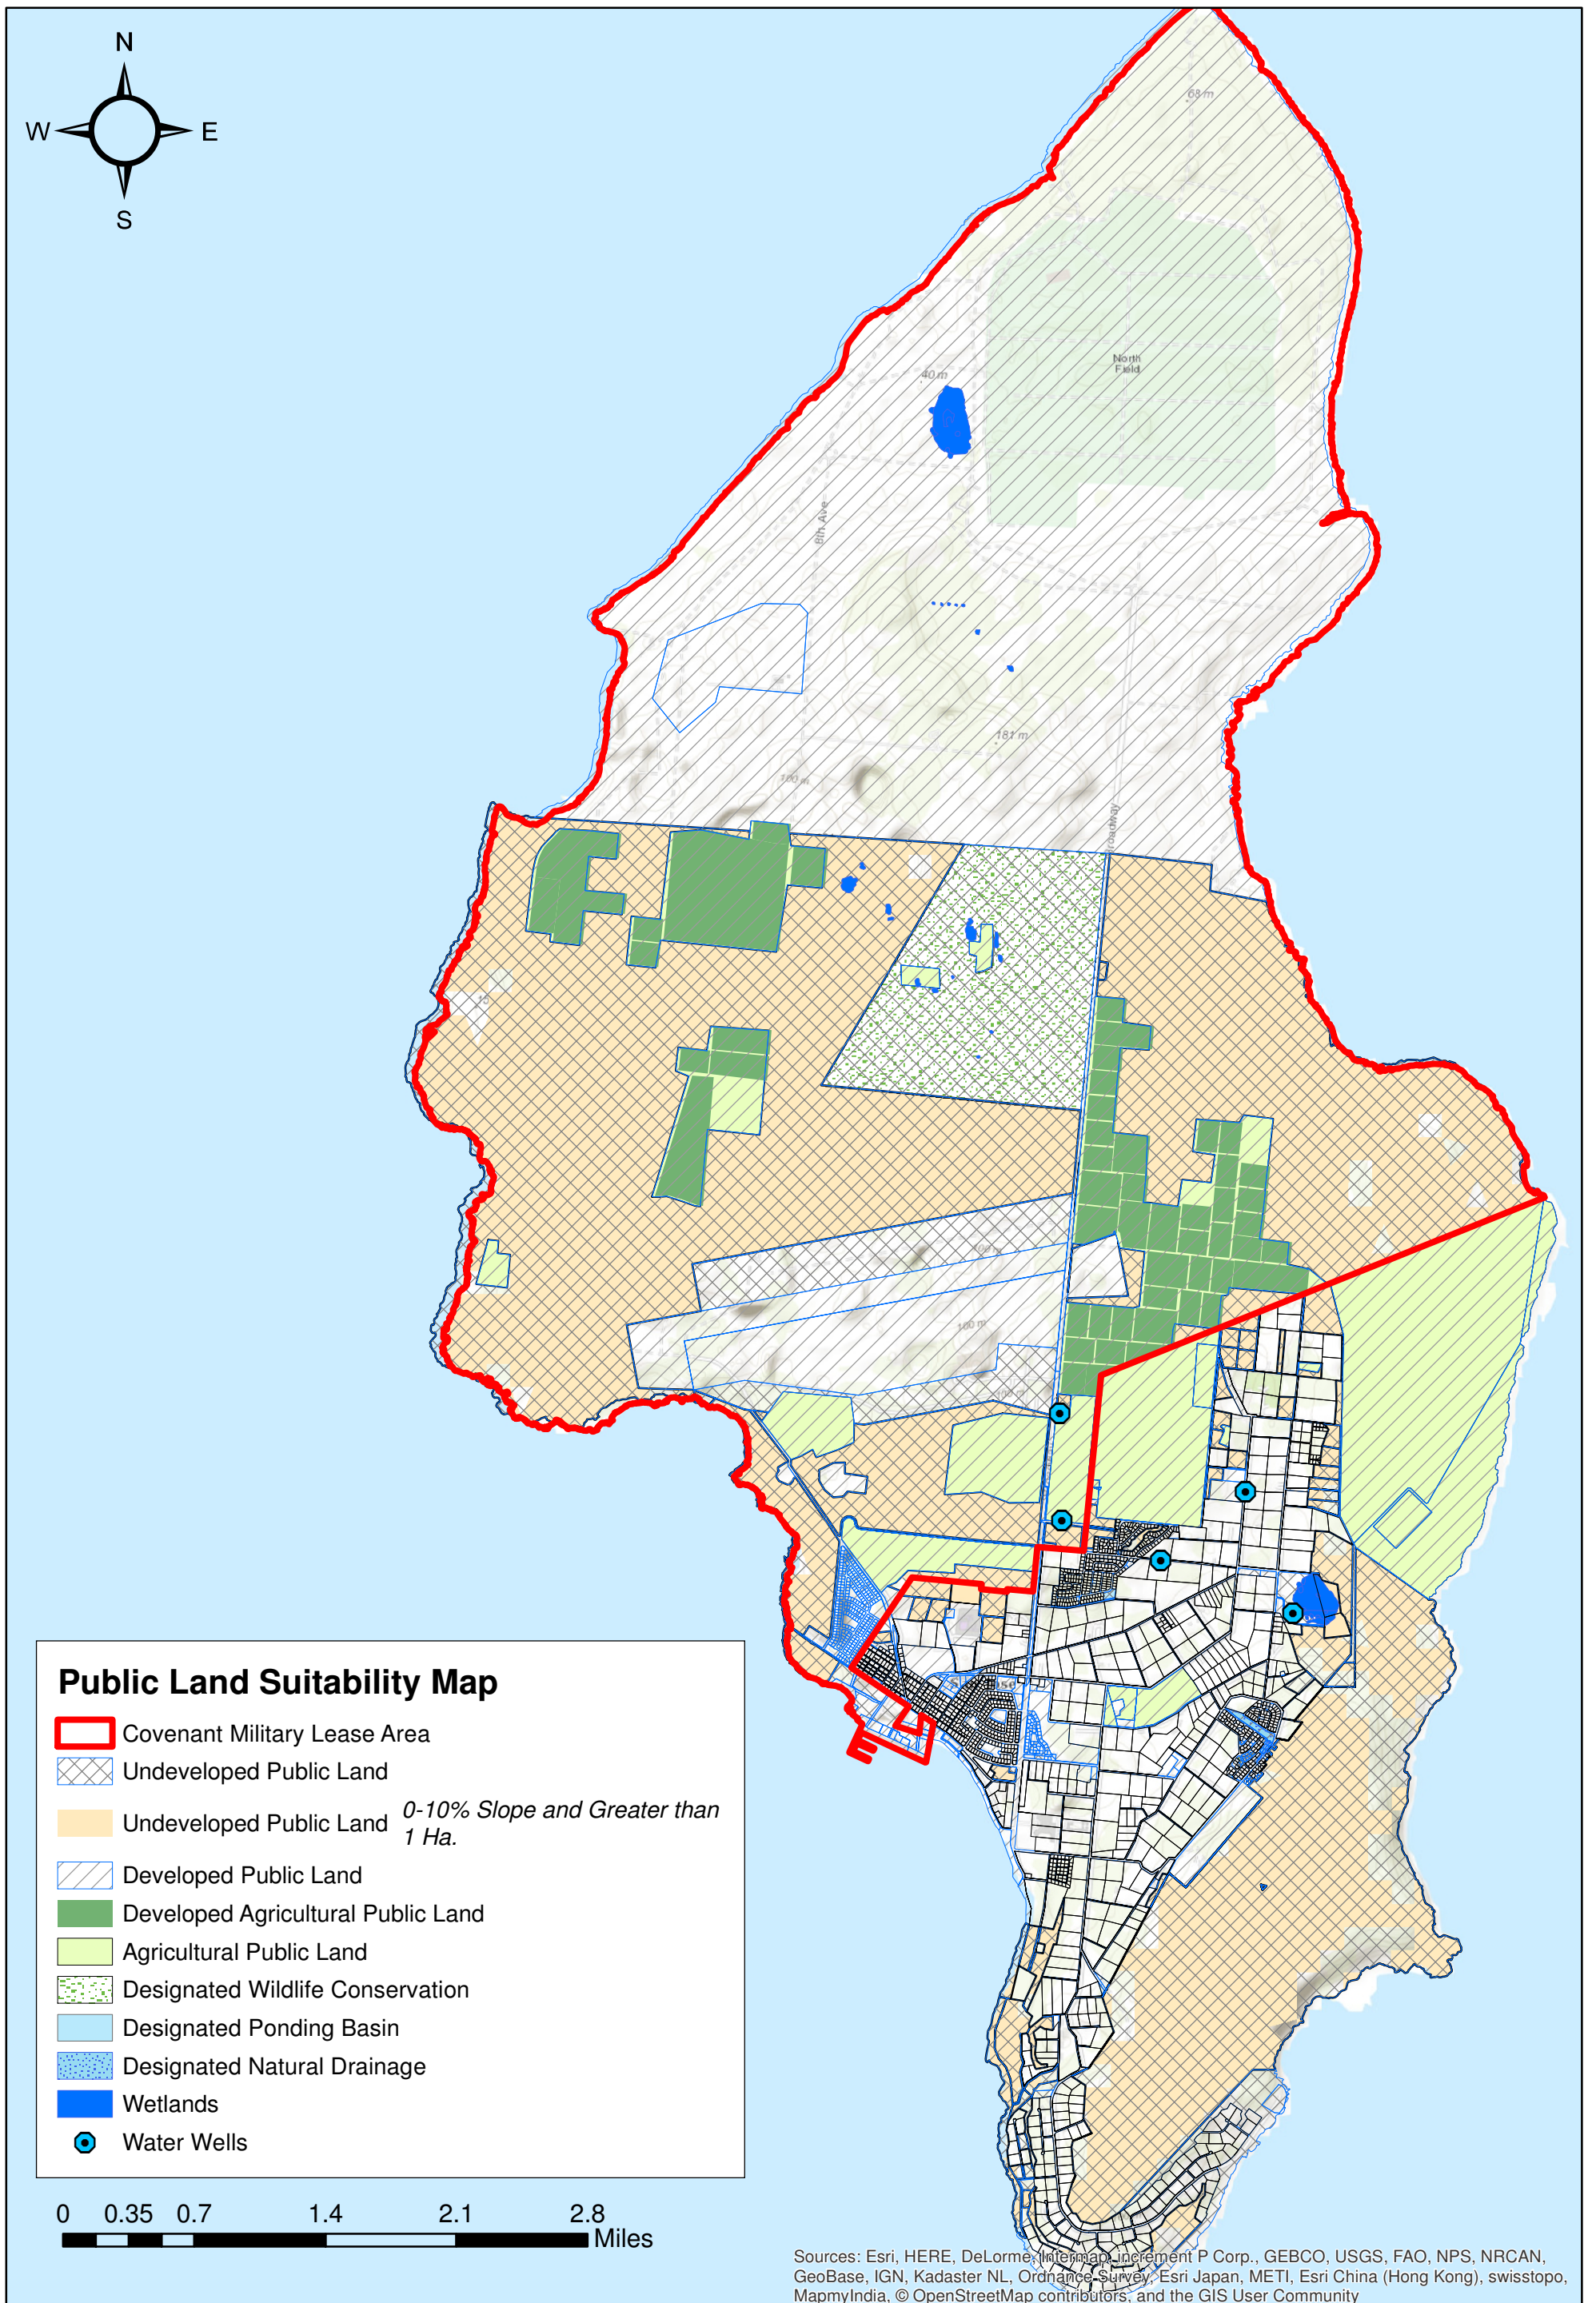 N
W
E
S
68 m
North
Field
40 m
8th Ave
181 m
100 m
Broadway
15
100 m
100 m
100 m
Public Land Suitability Map
Covenant Military Lease Area
Undeveloped Public Land
Undeveloped Public Land 0-10% Slope and Greater than
1 Ha.
Developed Public Land
Developed Agricultural Public Land
Agricultural Public Land
Designated Wildlife Conservation
Designated Ponding Basin
Designated Natural Drainage
Wetlands
Water Wells
0 0.35 0.7 1.4 2.1 2.8
Miles
Sources: Esri, HERE, DeLorme, Intermap, increment P Corp., GEBCO, USGS, FAO, NPS, NRCAN,
GeoBase, IGN, Kadaster NL, Ordnance Survey, Esri Japan, METI, Esri China (Hong Kong), swisstopo,
MapmyIndia, © OpenStreetMap contributors, and the GIS User Community